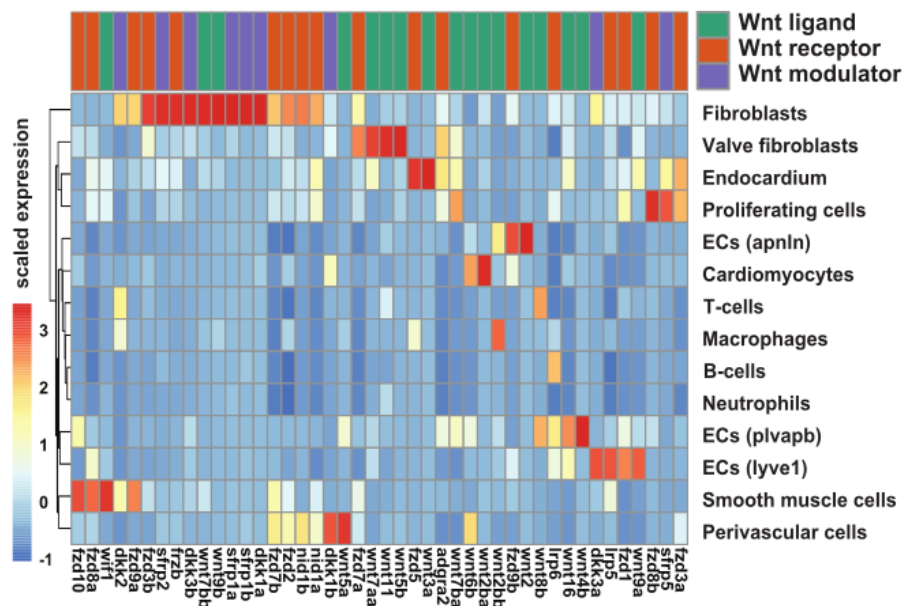 Wnt ligand
Wnt receptor
Wnt modulator
scaled expression
3
2
1
0
-1
Fibroblasts
Valve fibroblasts
Endocardium
Proliferating cells
ECs (apnln)
Cardiomyocytes
T-cells
Macrophages
B-cells
Neutrophils
ECs (plvapb)
ECs (lyve1)
Smooth muscle cells
Perivascular cells
fzd10
fzd8a
wif1
dkk2
fzd9a
fzd3b
sfrp2
frzb
dkk3b
wnt7bb
wnt9b
sfrp1a
sfrp1b
dkk1a
fzd7b
fzd2
nid1b
nid1a
dkk1b
wnt5a
fzd7a
wnt7aa
wnt11
wnt5b
fzd5
wnt3a
adgra2
wnt7ba
wnt6b
wnt2ba
wnt2bb
fzd9b
wnt2
wnt8b
lrp6
wnt16
wnt4b
dkk3a
lrp5
fzd1
wnt9a
fzd8b
sfrp5
fzd3a